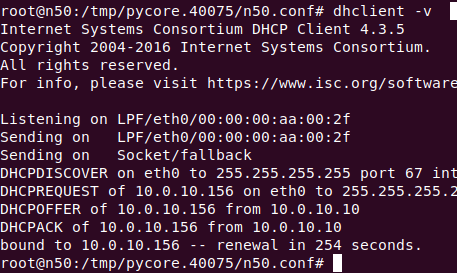 root@n50:/tmp/pycore.40075/n50.conf# dhclient -v
Internet Systems Consortium DHCP Client 4.3.5
Copyright 2004-2016 Internet Systems Consortium.
All rights reserved.
For info, please visit https://www.isc.org/software
Listening on LPF/eth0/00:00:00:aa:00:2f
Sending on   LPF/eth0/00:00:00:aa:00:2f
Sending on   Socket/fallback
DHCPDISCOVER on eth0 to 255.255.255.255 port 67 int
DHCPREQUEST of 10.0.10.156 on eth0 to 255.255.255.2
DHCPOFFER of 10.0.10.156 from 10.0.10.10
DHCPACK of 10.0.10.156 from 10.0.10.10
bound to 10.0.10.156 -- renewal in 254 seconds.
root@n50:/tmp/pycore.40075/n50.conf#